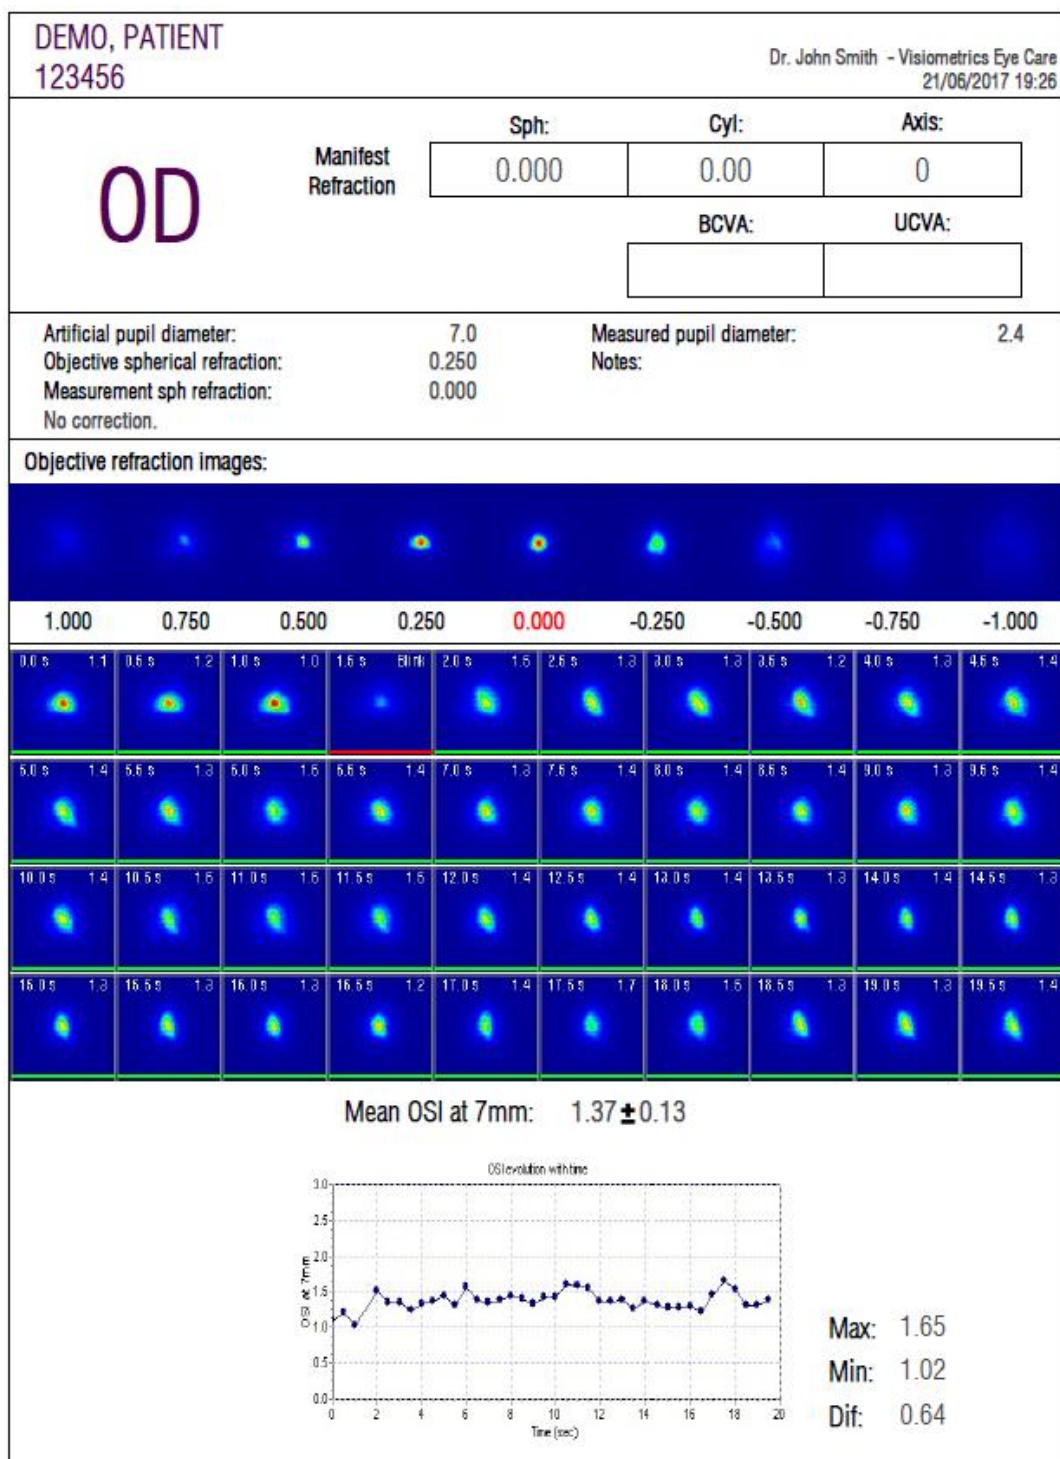 DEMO, PATIENT
123456
Dr. John Smith - Visiometrics Eye Care
21/06/2017 19:26
OD
Manifest Refraction
Sph: Cyl: Axis:
0.000 0.00 0
BCVA: UCVA:
Artificial pupil diameter: 7.0 Measured pupil diameter: 2.4
Objective spherical refraction: 0.250 Notes:
Measurement sph refraction: 0.000
No correction.
Objective refraction images:
1.000 0.750 0.500 0.250 0.000 -0.250 -0.500 -0.750 -1.000
0.0 s 1.1 0.5 s 1.2 1.0 s 1.0 1.5 s Blink 2.0 s 1.5 2.5 s 1.3 3.0 s 1.3 3.5 s 1.2 4.0 s 1.3 4.5 s 1.4
5.0 s 1.4 5.5 s 1.3 6.0 s 1.6 6.5 s 1.4 7.0 s 1.3 7.5 s 1.4 8.0 s 1.4 8.5 s 1.4 9.0 s 1.3 9.5 s 1.4
10.0 s 1.4 10.5 s 1.6 11.0 s 1.6 11.5 s 1.5 12.0 s 1.4 12.5 s 1.4 13.0 s 1.4 13.5 s 1.3 14.0 s 1.4 14.5 s 1.3
15.0 s 1.3 15.5 s 1.3 16.0 s 1.3 16.5 s 1.2 17.0 s 1.4 17.5 s 1.7 18.0 s 1.5 18.5 s 1.3 19.0 s 1.3 19.5 s 1.4
Mean OSI at 7mm: 1.37 ± 0.13
OSI evolution with time
3.0
2.5
2.0
1.5
1.0
0.5
0.0
OSI at 7mm
0 2 4 6 8 10 12 14 16 18 20
Time (sec)
Max: 1.65
Min: 1.02
Dif: 0.64